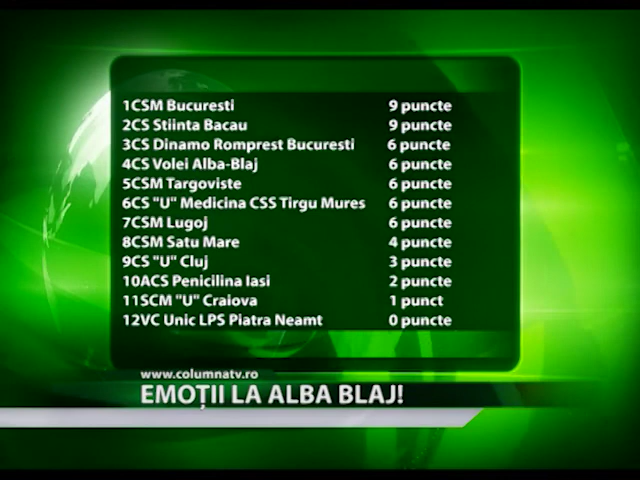 1CSM Bucuresti 9 puncte
2CS Stiinta Bacau 9 puncte
3CS Dinamo Romprest Bucuresti 6 puncte
4CS Volei Alba-Blaj 6 puncte
5CSM Targoviste 6 puncte
6CS "U" Medicina CSS Tirgu Mures 6 puncte
7CSM Lugoj 6 puncte
8CSM Satu Mare 4 puncte
9CS "U" Cluj 3 puncte
10ACS Penicilina Iasi 2 puncte
11SCM "U" Craiova 1 punct
12VC Unic LPS Piatra Neamt 0 puncte
www.columnatv.ro
EMOȚII LA ALBA BLAJ!